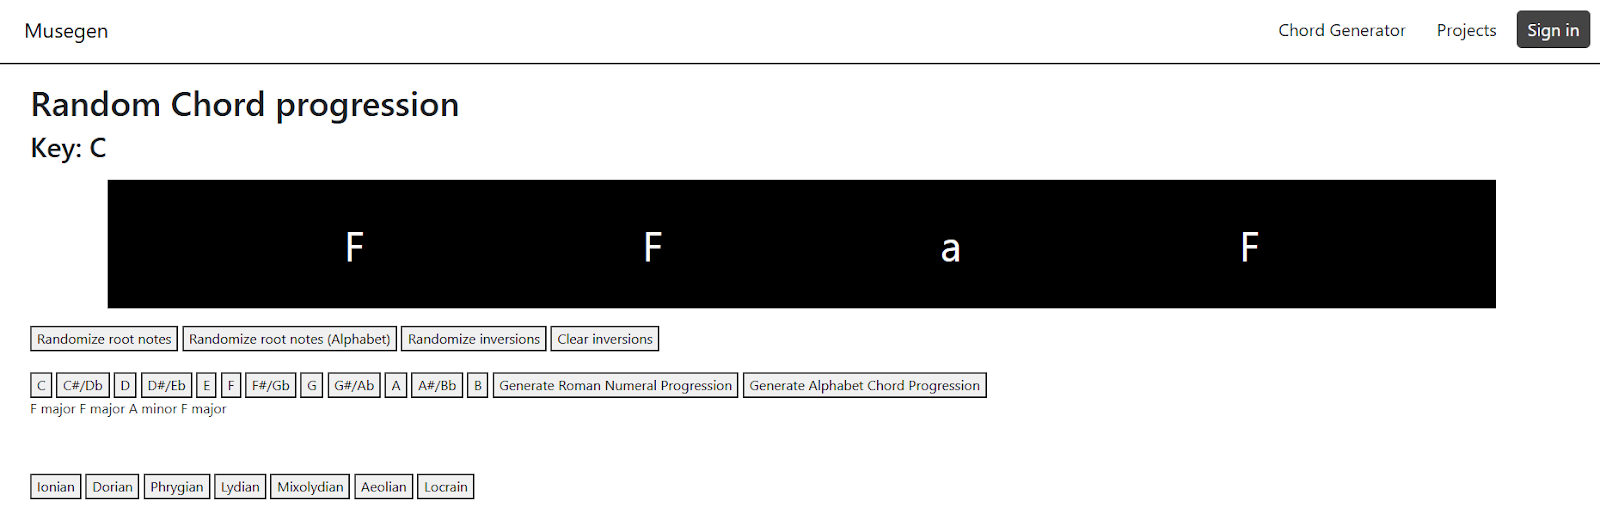 Musegen Chord Generator Projects Sign in
Random Chord progression
Key: C
F F a F
Randomize root notes Randomize root notes (Alphabet) Randomize inversions Clear inversions
C C#/Db D D#/Eb E F F#/Gb G G#/Ab A A#/Bb B Generate Roman Numeral Progression Generate Alphabet Chord Progression
F major F major A minor F major
Ionian Dorian Phrygian Lydian Mixolydian Aeolian Locrain